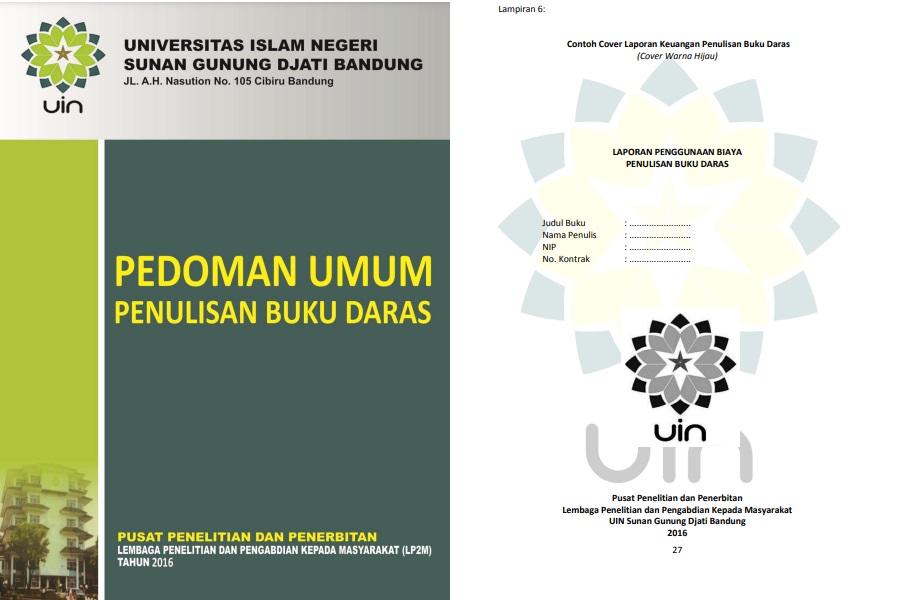 uin
UNIVERSITAS ISLAM NEGERI
SUNAN GUNUNG DJATI BANDUNG
JL. A.H. Nasution No. 105 Cibiru Bandung
PEDOMAN UMUM
PENULISAN BUKU DARAS
PUSAT PENELITIAN DAN PENERBITAN
LEMBAGA PENELITIAN DAN PENGABDIAN KEPADA MASYARAKAT (LP2M)
TAHUN 2016
Lampiran 6:
Contoh Cover Laporan Keuangan Penulisan Buku Daras
(Cover Warna Hijau)
LAPORAN PENGGUNAAN BIAYA
PENULISAN BUKU DARAS
Judul Buku : .........................
Nama Penulis : .........................
NIP : .........................
No. Kontrak : .........................
uin
uin
Pusat Penelitian dan Penerbitan
Lembaga Penelitian dan Pengabdian Kepada Masyarakat
UIN Sunan Gunung Djati Bandung
2016
27